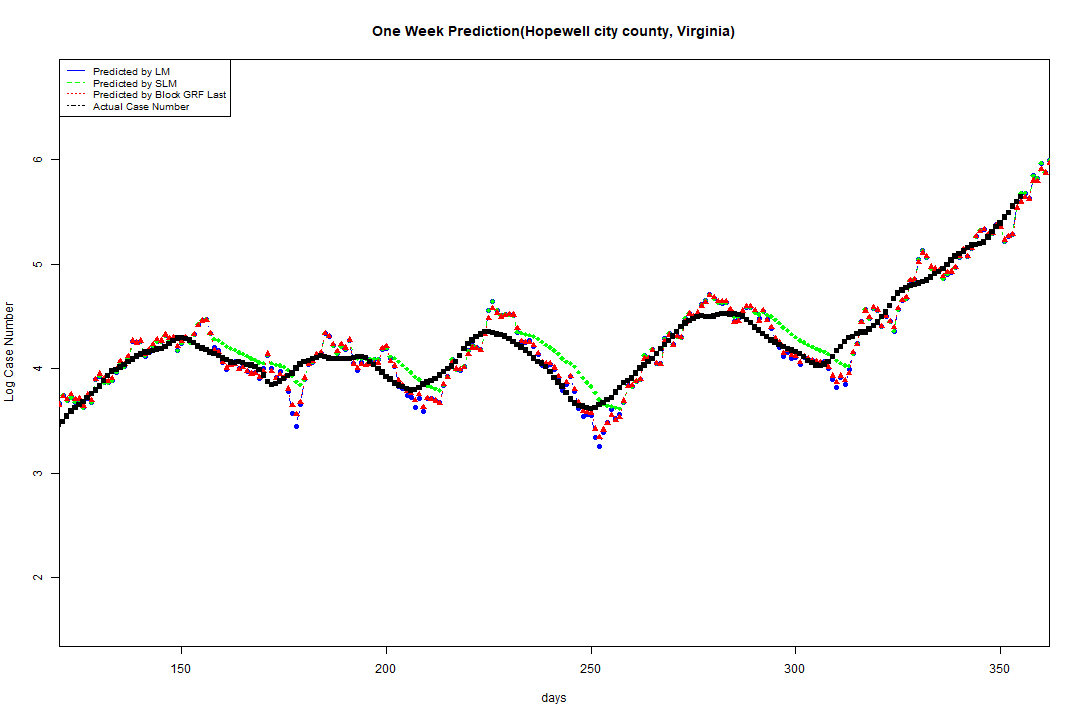 One Week Prediction(Hopewell city county, Virginia)
Predicted by LM
Predicted by SLM
Predicted by Block GRF Last
Actual Case Number
6
5
4
3
2
Log Case Number
150 200 250 300 350
days